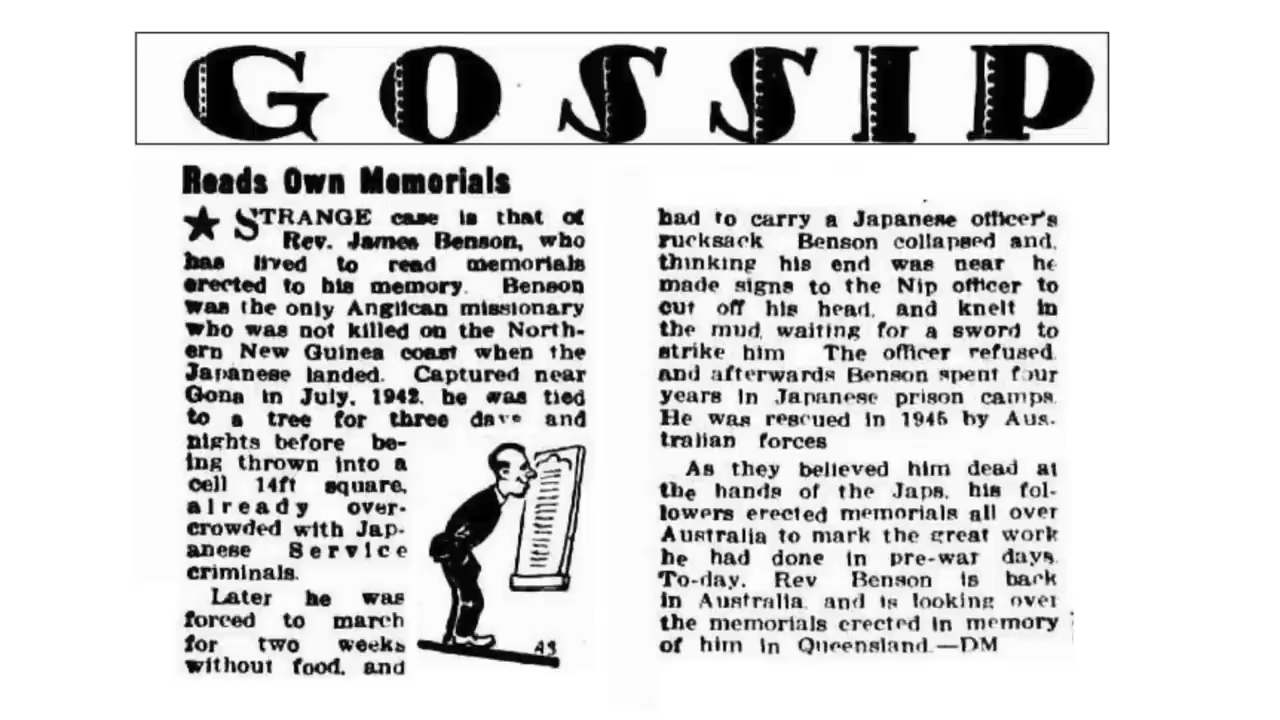 GOSSIP
Reads Own Memorials
★ STRANGE case is that of
Rev. James Benson, who
has lived to read memorials
erected to his memory. Benson
was the only Anglican missionary
who was not killed on the North-
ern New Guinea coast when the
Japanese landed. Captured near
Gona in July, 1942, he was tied
to a tree for three days and
nights before be-
ing thrown into a
cell 14ft square,
already over-
crowded with Jap-
anese Service
criminals.
Later he was
forced to march
for two weeks
without food, and
had to carry a Japanese officer's
rucksack Benson collapsed and,
thinking his end was near he
made signs to the Nip officer to
cut off his head, and knelt in
the mud, waiting for a sword to
strike him The officer refused,
and afterwards Benson spent four
years in Japanese prison camps.
He was rescued in 1945 by Aus-
tralian forces
As they believed him dead at
the hands of the Japs, his fol-
lowers erected memorials all over
Australia to mark the great work
he had done in pre-war days.
To-day, Rev Benson is back
in Australia, and is looking over
the memorials erected in memory
of him in Queensland.—DM